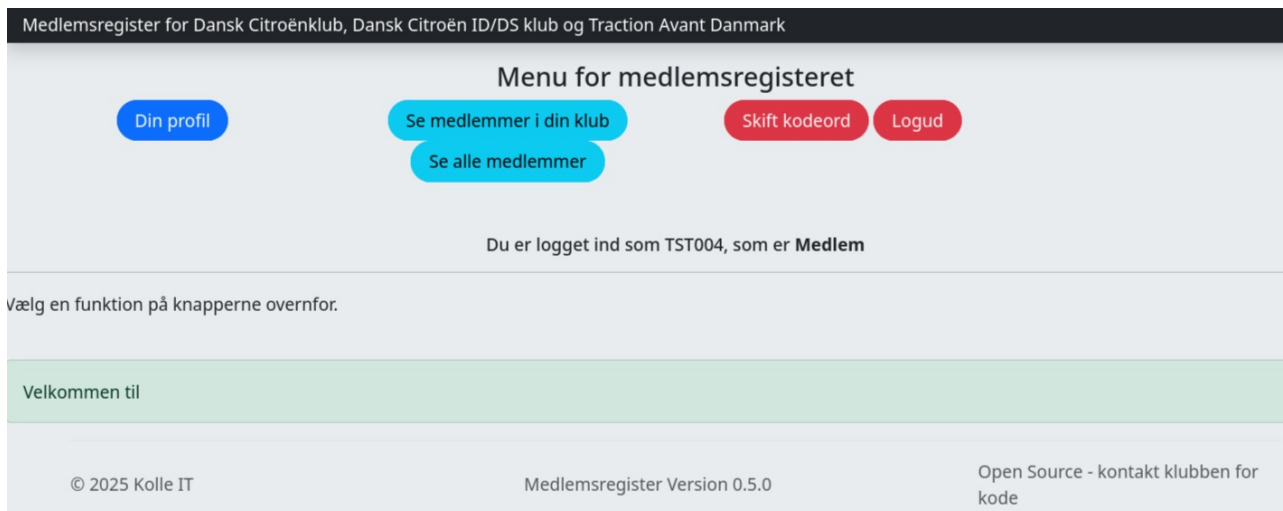 Medlemsregister for Dansk Citroënklub, Dansk Citroën ID/DS klub og Traction Avant Danmark
Menu for medlemsregisteret
Din profil
Se medlemmer i din klub
Se alle medlemmer
Skift kodeord
Logud
Du er logget ind som TST004, som er Medlem
Vælg en funktion på knapperne overnfor.
Velkommen til
© 2025 Kolle IT
Medlemsregister Version 0.5.0
Open Source - kontakt klubben for
kode